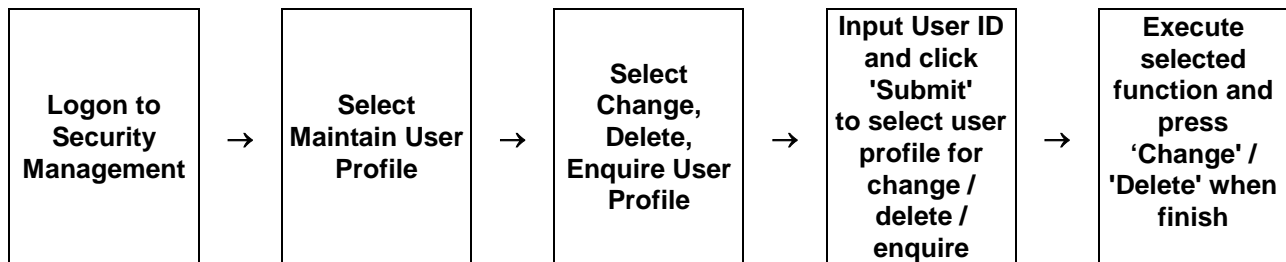 Logon to
Security
Management
→
Select
Maintain User
Profile
→
Select
Change,
Delete,
Enquire User
Profile
→
Input User ID
and click
'Submit'
to select user
profile for
change /
delete /
enquire
→
Execute
selected
function and
press
‘Change' /
'Delete' when
finish